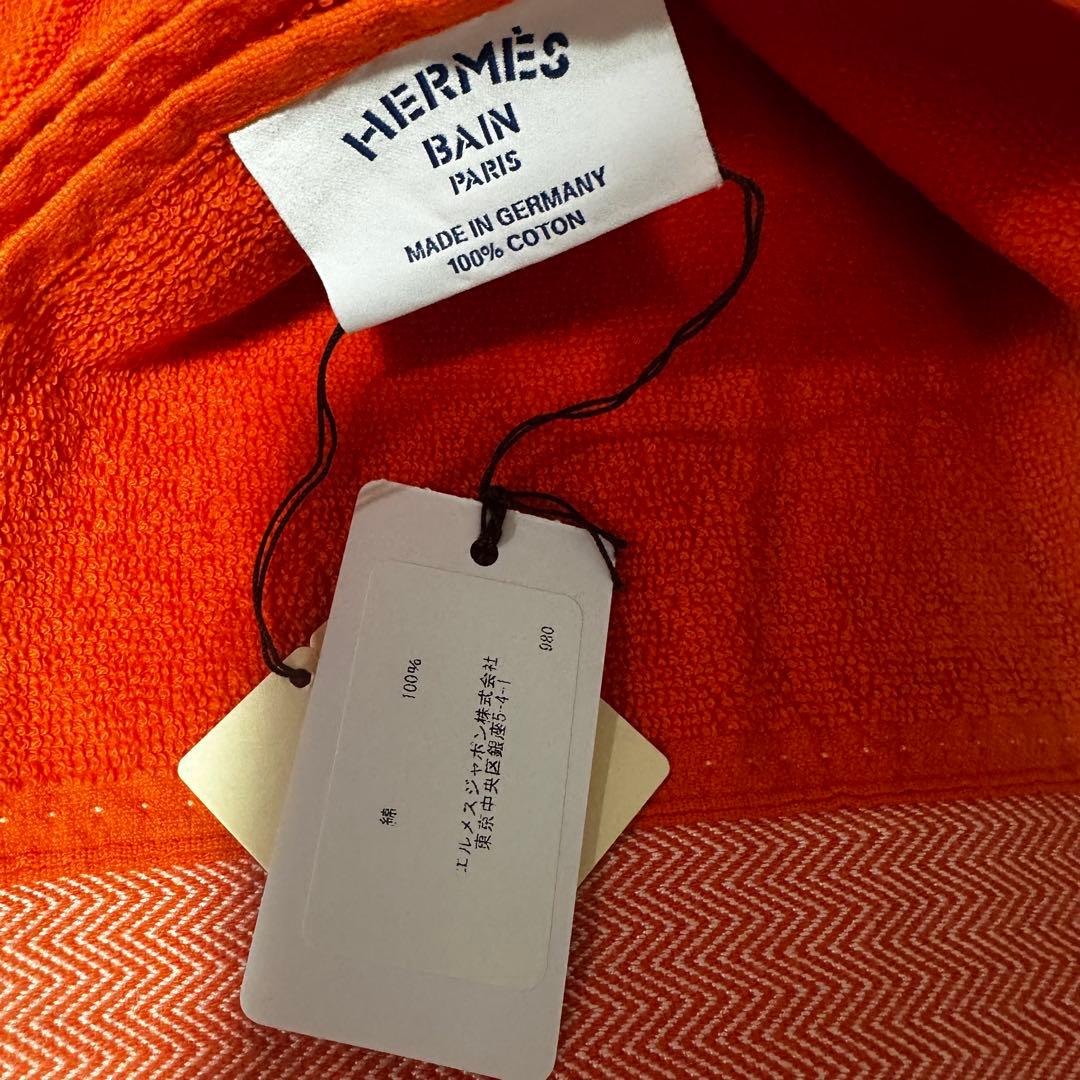 HERMÈS
BAIN
PARIS
MADE IN GERMANY
100% COTON
綿 100%
エルメスジャポン株式会社
東京中央区銀座5-4-1
980